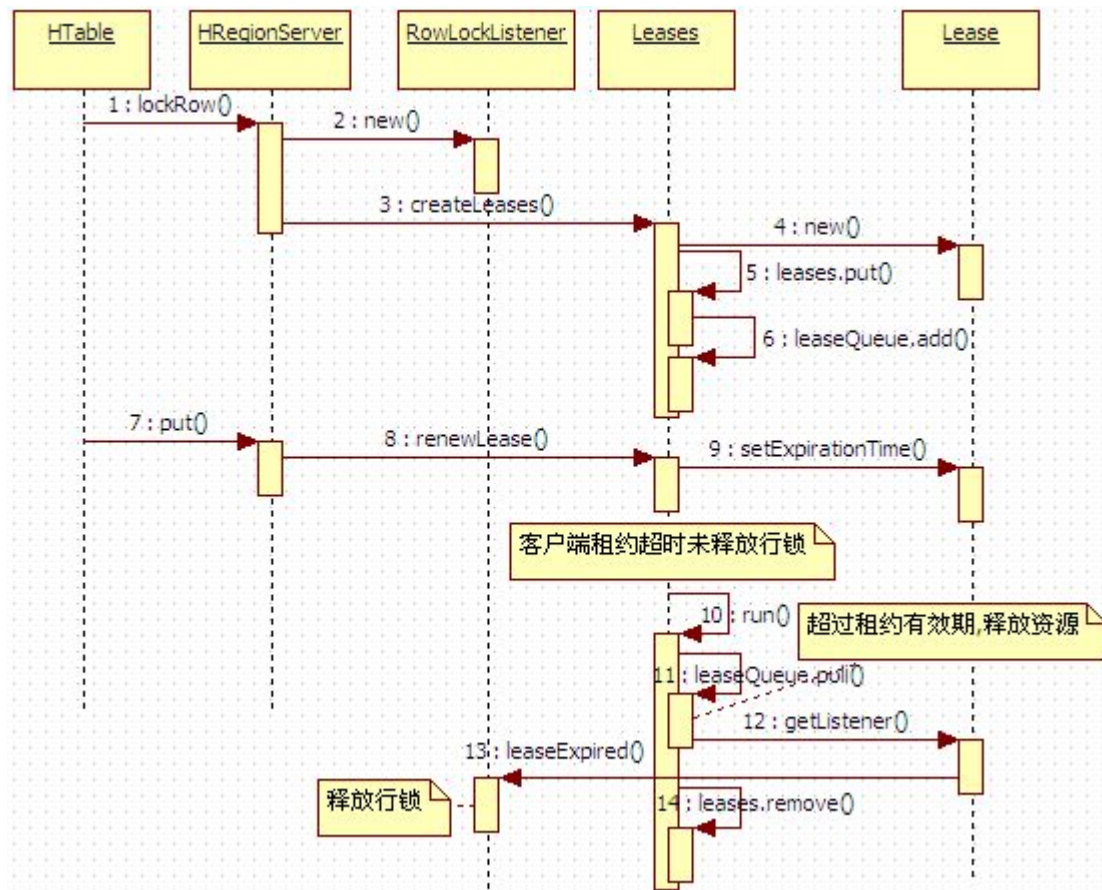 HTable
HRegionServer
RowLockListener
Leases
Lease
1 : lockRow()
2 : new()
3 : createLeases()
4 : new()
5 : leases.put()
6 : leaseQueue.add()
7 : put()
8 : renewLease()
9 : setExpirationTime()
客户端租约超时未释放行锁
10 : run()
超过租约有效期,释放资源
11 : leaseQueue.poll()
12 : getListener()
13 : leaseExpired()
释放行锁
14 : leases.remove()